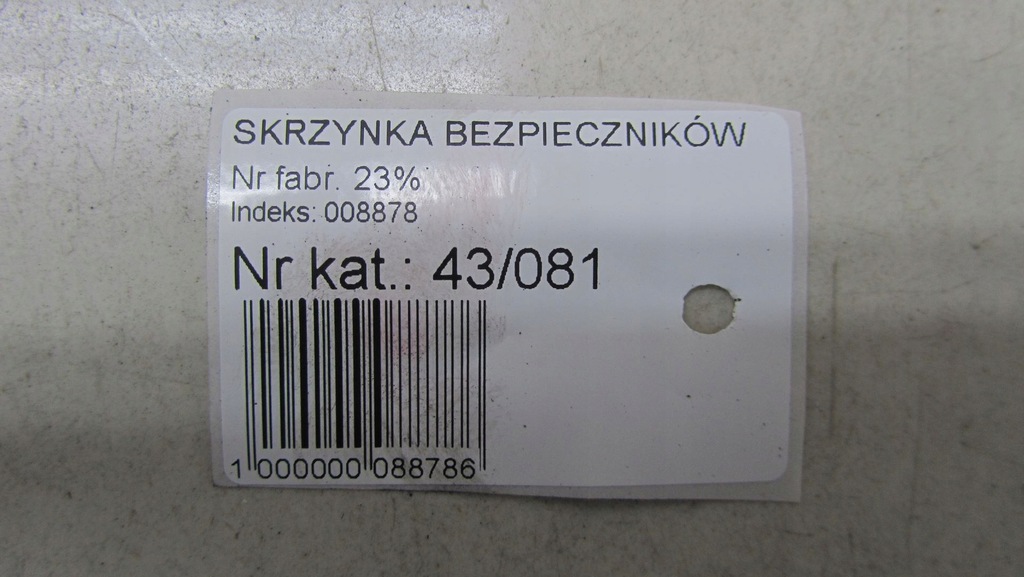 SKRZYNKA BEZPIECZNIKÓW
Nr fabr. 23%
Indeks: 008878
Nr kat.: 43/081
1 000000 088786